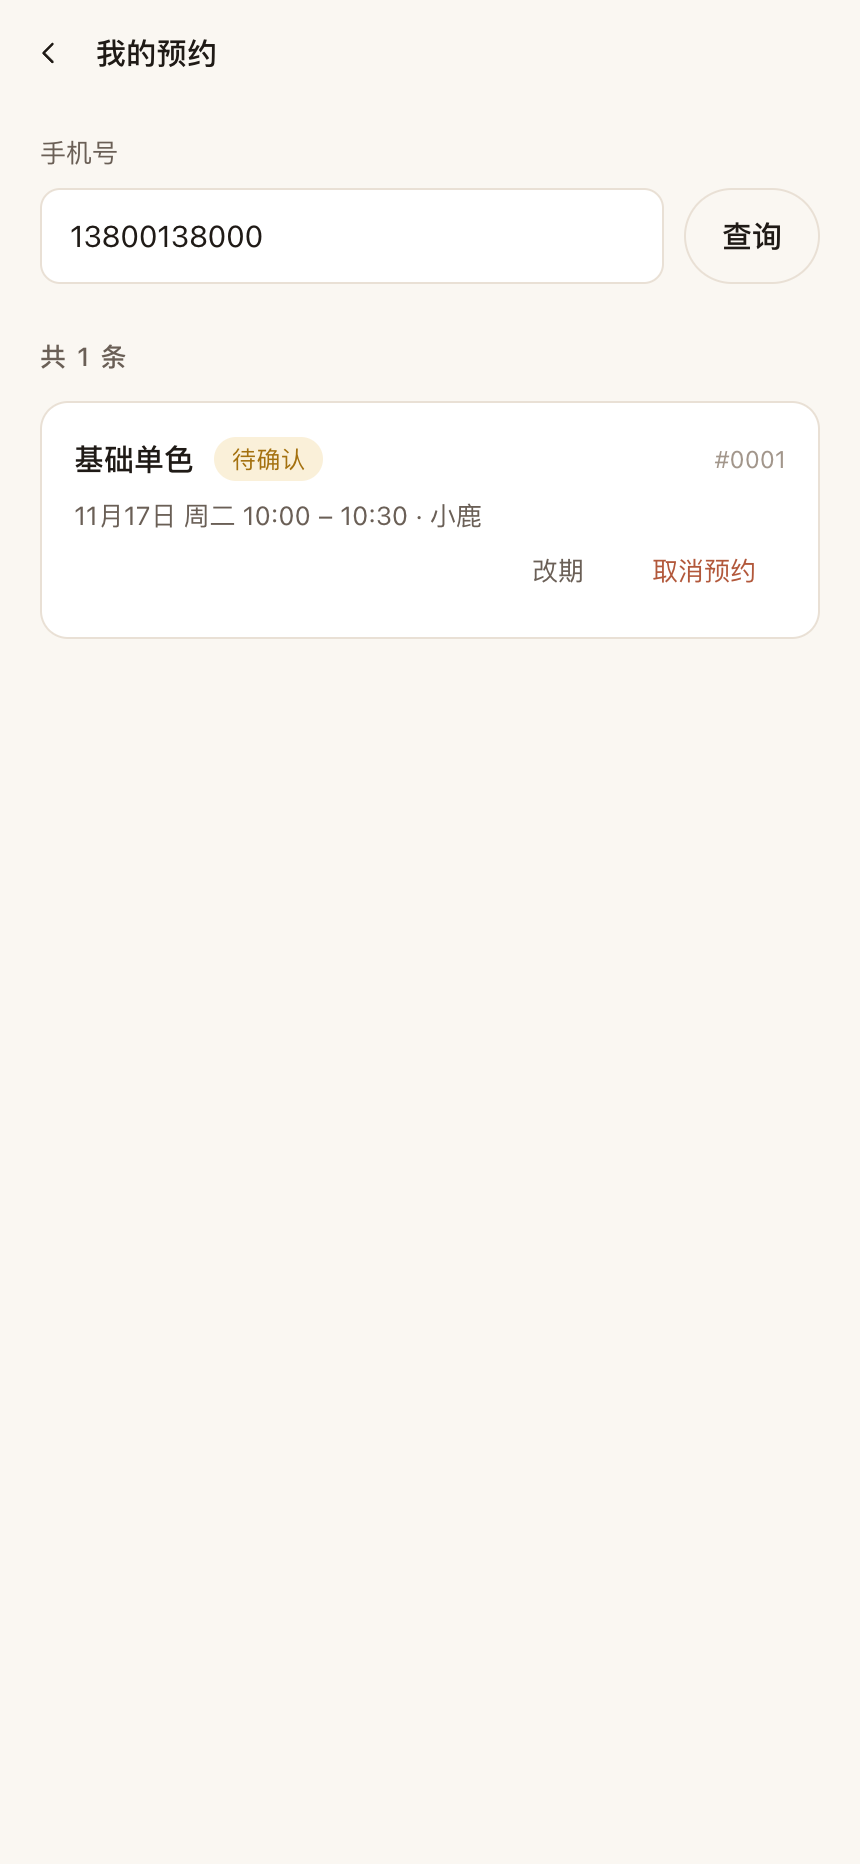 我的预约
手机号
13800138000 查询
共 1 条
基础单色 待确认 #0001
11月17日 周二 10:00 – 10:30 · 小鹿
改期 取消预约